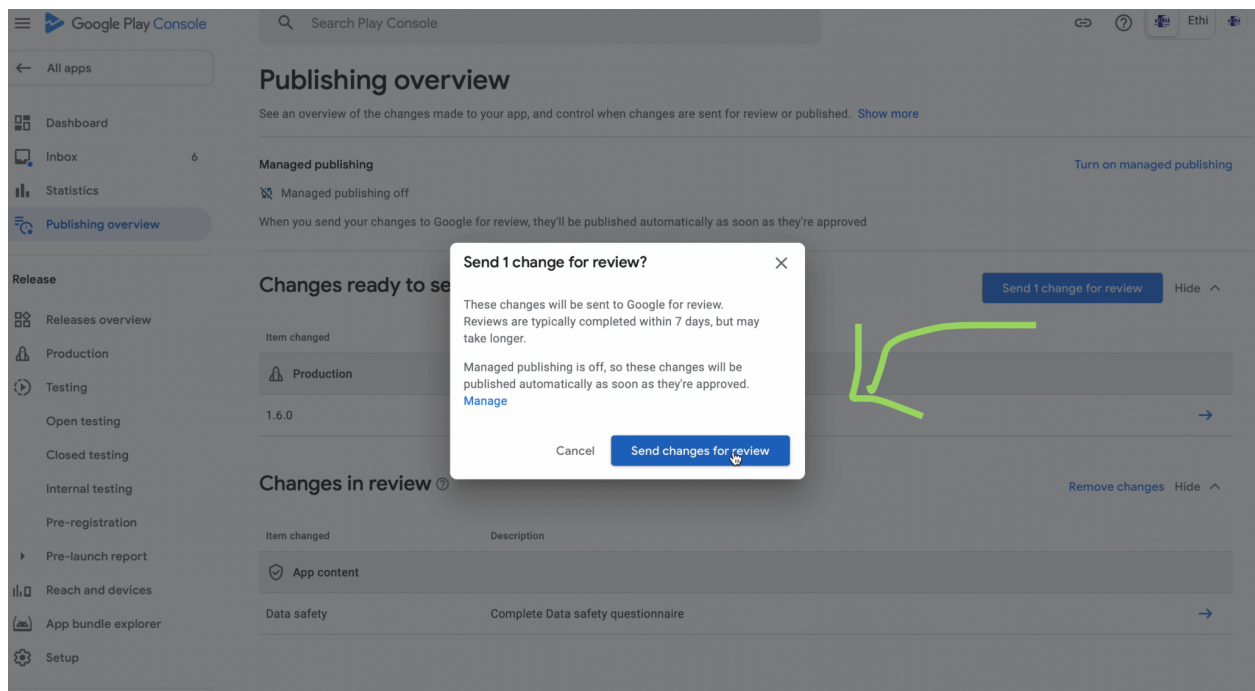 Google Play Console
Search Play Console
Ethi
All apps
Dashboard
Inbox 6
Statistics
Publishing overview
Release
Releases overview
Production
Testing
Open testing
Closed testing
Internal testing
Pre-registration
Pre-launch report
Reach and devices
App bundle explorer
Setup
Publishing overview
See an overview of the changes made to your app, and control when changes are sent for review or published. Show more
Managed publishing
Turn on managed publishing
Managed publishing off
When you send your changes to Google for review, they'll be published automatically as soon as they're approved
Changes ready to se
Send 1 change for review Hide
Item changed
Production
1.6.0
Send 1 change for review?
These changes will be sent to Google for review.
Reviews are typically completed within 7 days, but may
take longer.
Managed publishing is off, so these changes will be
published automatically as soon as they're approved.
Manage
Cancel Send changes for review
Changes in review
Remove changes Hide
Item changed Description
App content
Data safety Complete Data safety questionnaire